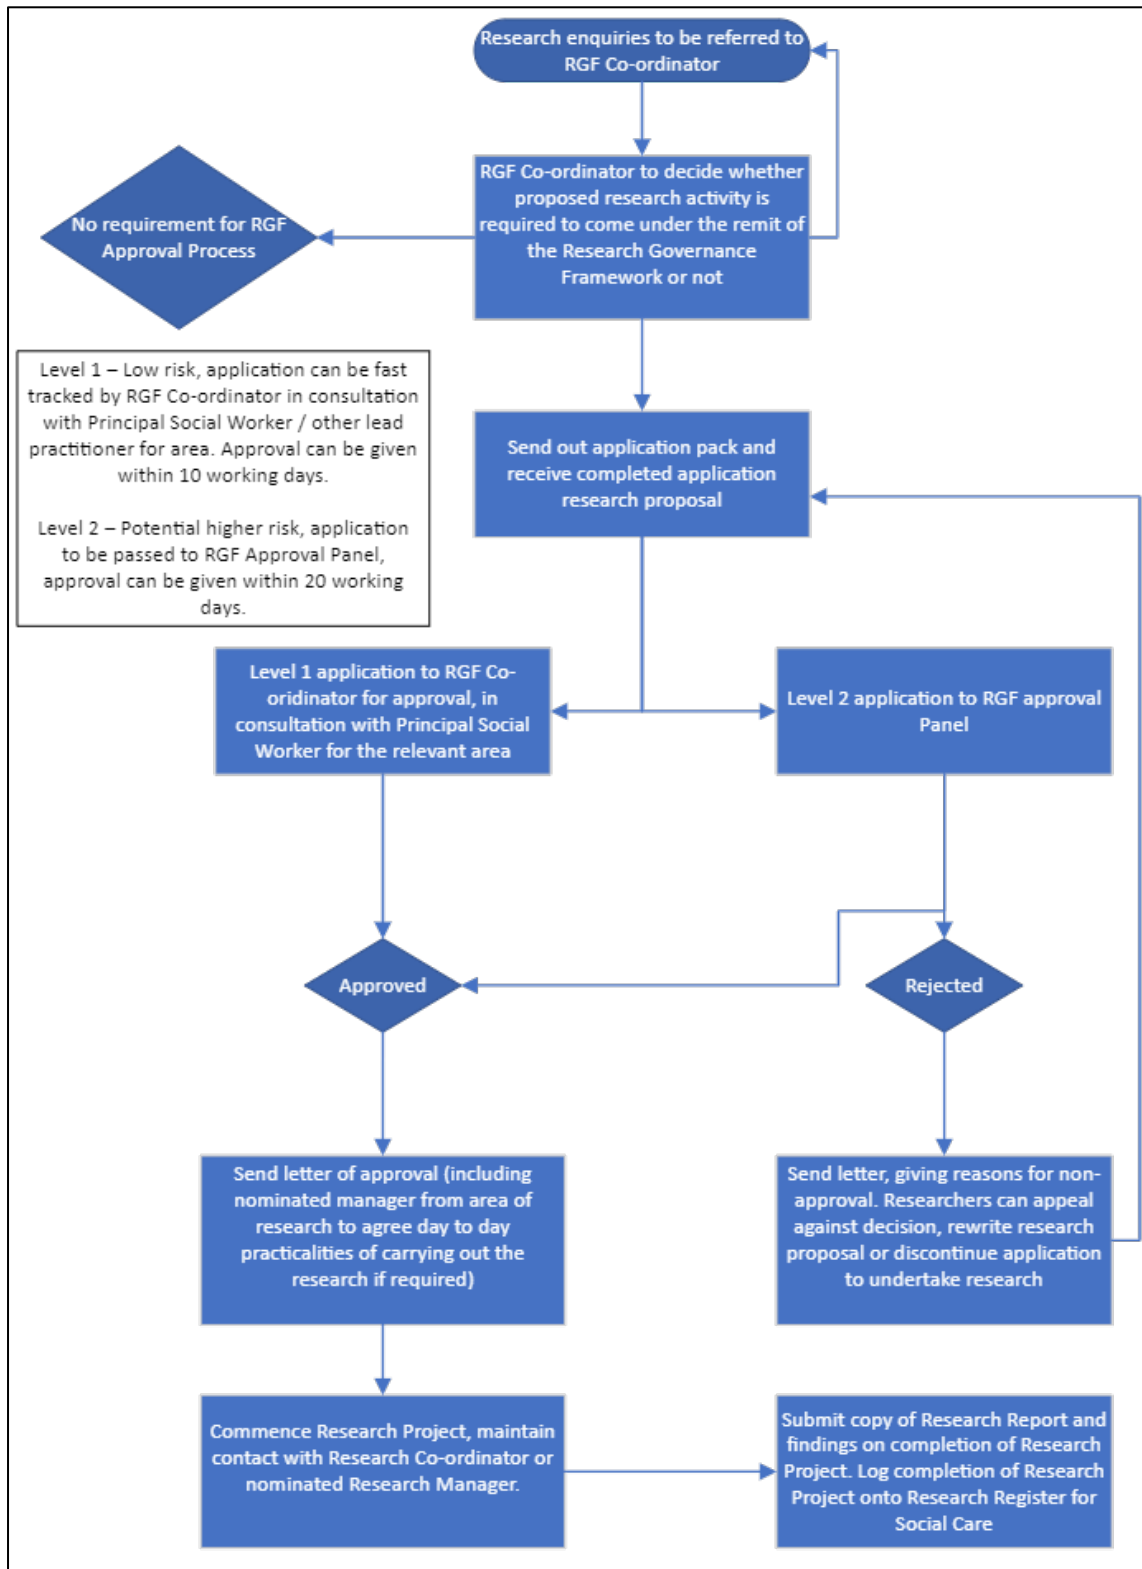 Research enquiries to be referred to
RGF Co-ordinator
RGF Co-ordinator to decide whether
proposed research activity is
required to come under the remit of
the Research Governance
Framework or not
No requirement for RGF
Approval Process
Level 1 – Low risk, application can be fast
tracked by RGF Co-ordinator in consultation
with Principal Social Worker / other lead
practitioner for area. Approval can be given
within 10 working days.
Level 2 – Potential higher risk, application
to be passed to RGF Approval Panel,
approval can be given within 20 working
days.
Send out application pack and
receive completed application
research proposal
Level 1 application to RGF Co-
oridinator for approval, in
consultation with Principal Social
Worker for the relevant area
Level 2 application to RGF approval
Panel
Approved
Rejected
Send letter of approval (including
nominated manager from area of
research to agree day to day
practicalities of carrying out the
research if required)
Send letter, giving reasons for non-
approval. Researchers can appeal
against decision, rewrite research
proposal or discontinue application
to undertake research
Commence Research Project, maintain
contact with Research Co-ordinator or
nominated Research Manager.
Submit copy of Research Report and
findings on completion of Research
Project. Log completion of Research
Project onto Research Register for
Social Care